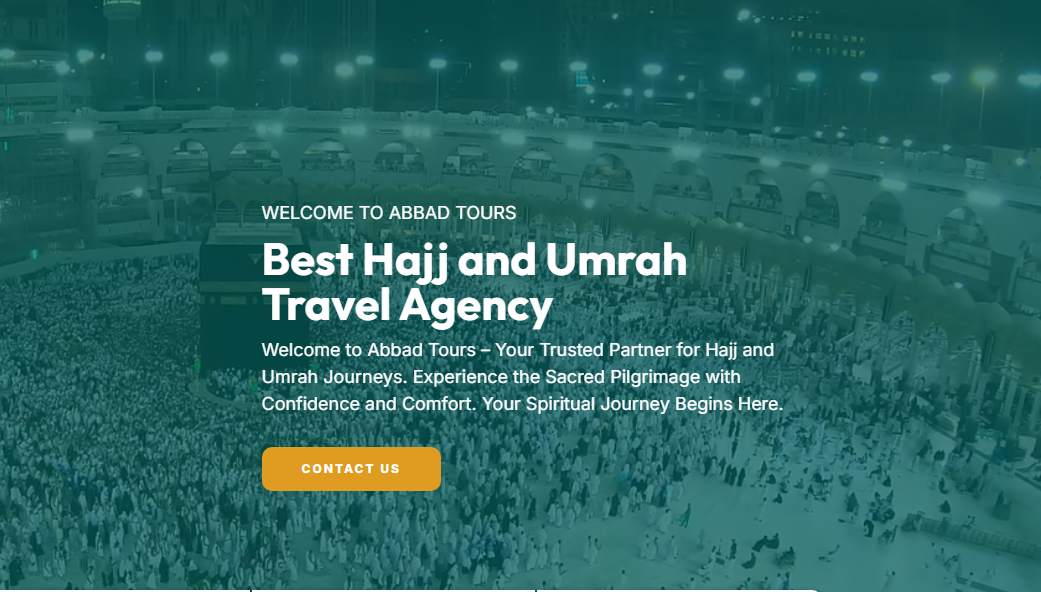 WELCOME TO ABBAD TOURS
Best Hajj and Umrah
Travel Agency
Welcome to Abbad Tours – Your Trusted Partner for Hajj and
Umrah Journeys. Experience the Sacred Pilgrimage with
Confidence and Comfort. Your Spiritual Journey Begins Here.
CONTACT US